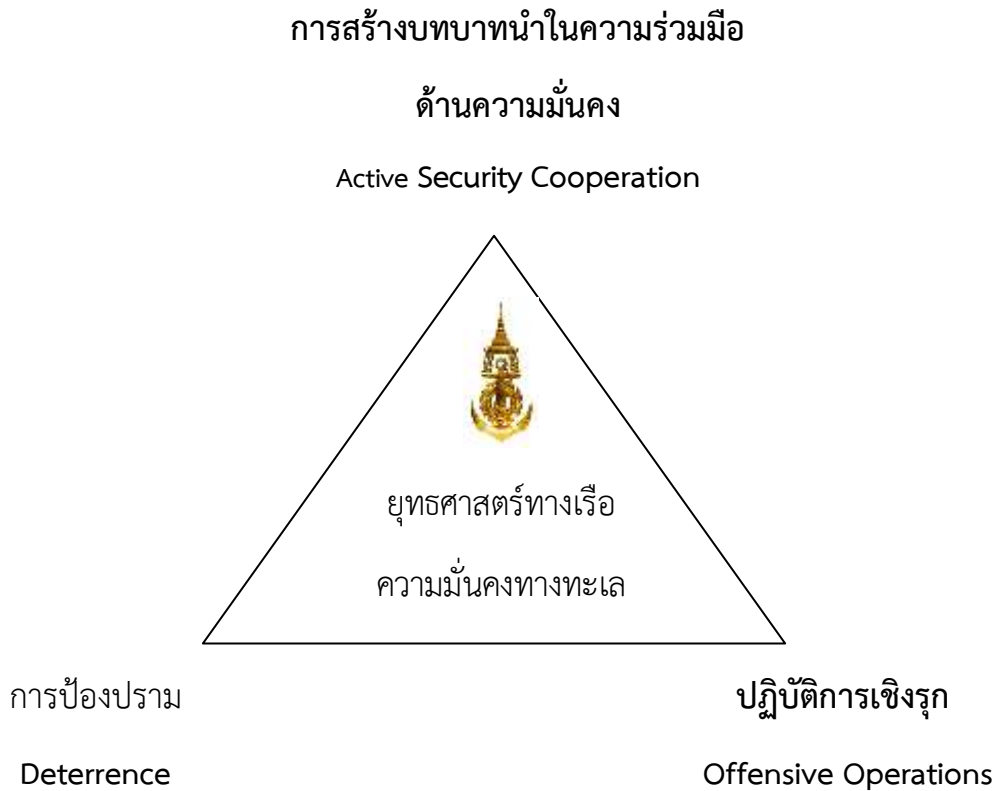 การสร้างบทบาทนำในความร่วมมือ
ด้านความมั่นคง
Active Security Cooperation
ยุทธศาสตร์ทางเรือ
ความมั่นคงทางทะเล
การป้องปราม
Deterrence
ปฏิบัติการเชิงรุก
Offensive Operations